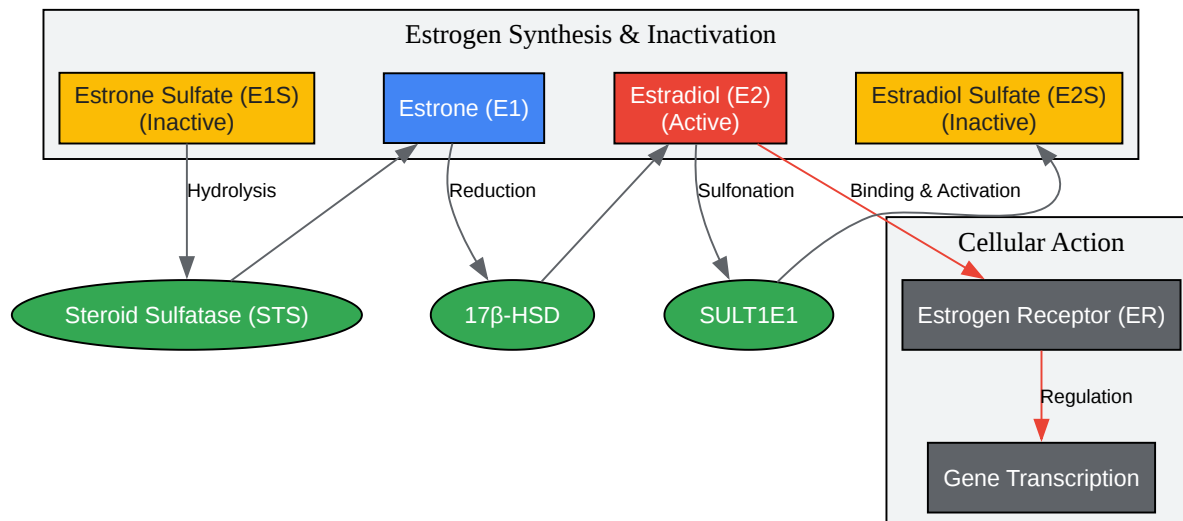 Estrogen Synthesis & Inactivation
Estrone Sulfate (E1S)
(Inactive)
Estrone (E1)
Estradiol (E2)
(Active)
Estradiol Sulfate (E2S)
(Inactive)
Hydrolysis
Reduction
Sulfonation
Binding & Activation
Cellular Action
Steroid Sulfatase (STS)
17β-HSD
SULT1E1
Estrogen Receptor (ER)
Regulation
Gene Transcription